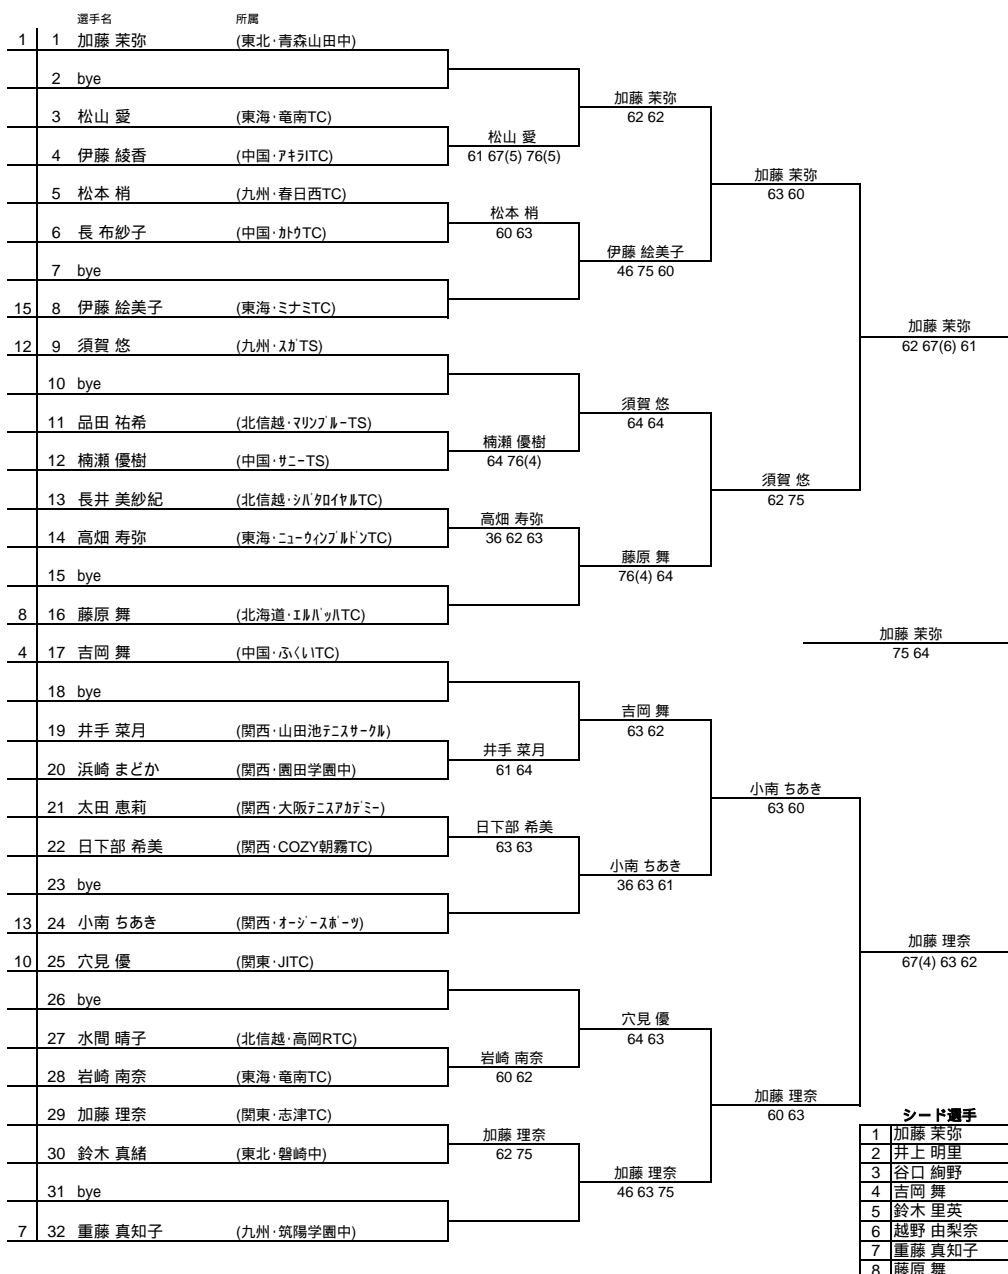 選手名 所属
1 1 加藤 茉弥 (東北･青森山田中)
2 bye
加藤 茉弥
3 松山 愛 (東海･竜南TC)
62 62
松山 愛
4 伊藤 綾香 (中国･ｱｷﾗITC)
61 67(5) 76(5)
加藤 茉弥
5 松本 梢 (九州･春日西TC)
63 60
松本 梢
6 長 布紗子 (中国･ｶﾄｳTC)
60 63
伊藤 絵美子
7 bye
46 75 60
15 8 伊藤 絵美子 (東海･ミナミTC)
加藤 茉弥
12 9 須賀 悠 (九州･ｽｶﾞTS)
62 67(6) 61
10 bye
須賀 悠
11 品田 祐希 (北信越･ﾏﾘﾝﾌﾞﾙｰTS)
64 64
楠瀬 優樹
12 楠瀬 優樹 (中国･ｻﾆｰTS)
64 76(4)
須賀 悠
13 長井 美紗紀 (北信越･ｼﾊﾞﾀﾛｲﾔﾙTC)
62 75
高畑 寿弥
36 62 63
14 高畑 寿弥 (東海･ﾆｭｰｳｨﾝﾌﾞﾙﾄﾞﾝTC)
藤原 舞
15 bye
76(4) 64
8 16 藤原 舞 (北海道･ｴﾙﾊﾞｯﾊTC)
加藤 茉弥
4 17 吉岡 舞 (中国･ふくいTC)
75 64
18 bye
吉岡 舞
19 井手 菜月 (関西･山田池ﾃﾆｽｻｰｸﾙ)
63 62
井手 菜月
20 浜崎 まどか (関西･園田学園中)
61 64
小南 ちあき
21 太田 恵莉 (関西･大阪ﾃﾆｽｱｶﾃﾞﾐｰ)
63 60
日下部 希美
22 日下部 希美 (関西･COZY朝霧TC)
63 63
小南 ちあき
23 bye
36 63 61
13 24 小南 ちあき (関西･ｵｰｼﾞｰｽﾎﾟｰﾂ)
加藤 理奈
10 25 穴見 優 (関東･JITC)
67(4) 63 62
26 bye
穴見 優
27 水間 晴子 (北信越･高岡RTC)
64 63
岩崎 南奈
28 岩崎 南奈 (東海･竜南TC)
60 62
加藤 理奈
29 加藤 理奈 (関東･志津TC)
60 63
加藤 理奈
30 鈴木 真緒 (東北･磐崎中)
62 75
加藤 理奈
31 bye
46 63 75
7 32 重藤 真知子 (九州･筑陽学園中)
シード選手
1 加藤 茉弥
2 井上 明里
3 谷口 絢野
4 吉岡 舞
5 鈴木 里英
6 越野 由梨奈
7 重藤 真知子
8 藤原 舞